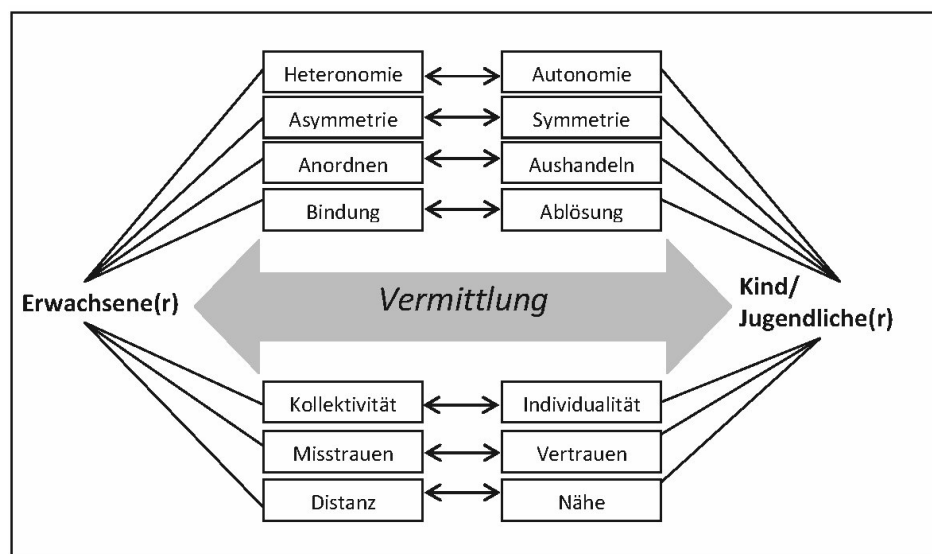 Heteronomie
Autonomie
Asymmetrie
Symmetrie
Anordnen
Aushandeln
Bindung
Ablösung
Erwachsene(r)
Vermittlung
Kind/
Jugendliche(r)
Kollektivität
Individualität
Misstrauen
Vertrauen
Distanz
Nähe